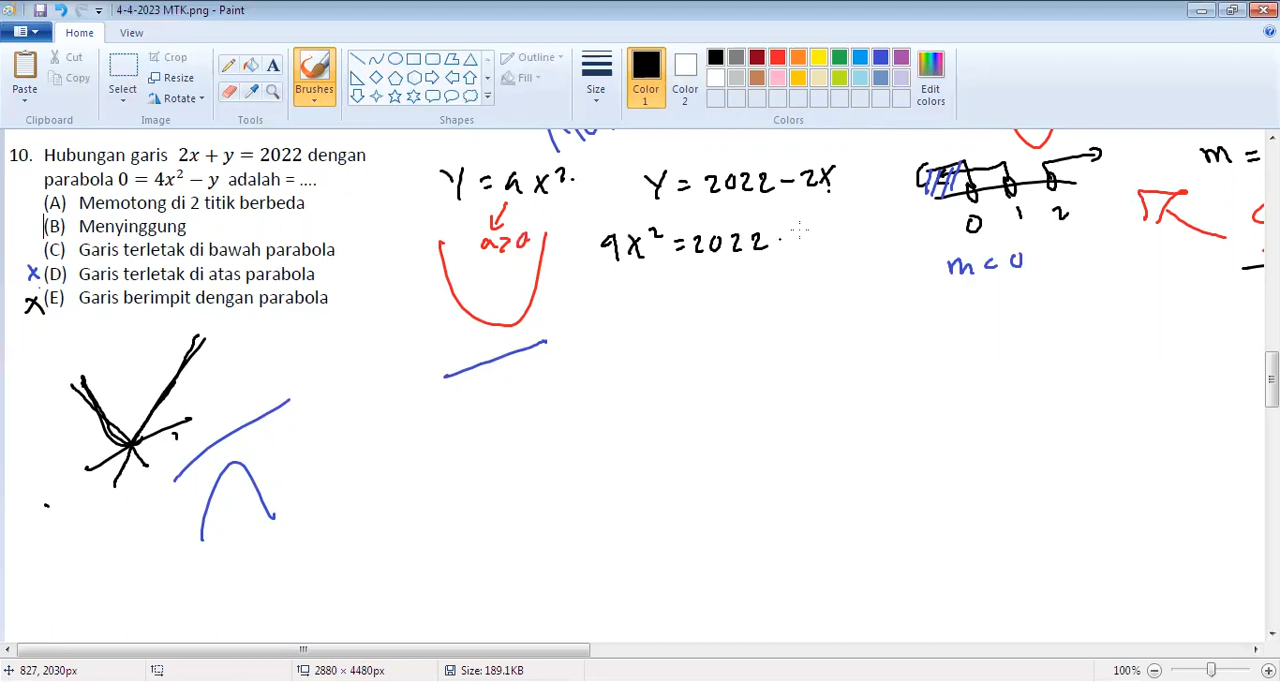 4-4-2023 MTK.png - Paint
Home
View
Paste
Cut
Copy
Select
Crop
Resize
Rotate
Brushes
Outline
Fill
Size
Color 1
Color 2
Edit colors
Clipboard
Image
Tools
Shapes
Colors
10. Hubungan garis 2x + y = 2022 dengan
parabola 0 = 4x² − y adalah = ....
(A) Memotong di 2 titik berbeda
(B) Menyinggung
(C) Garis terletak di bawah parabola
x (D) Garis terletak di atas parabola
x (E) Garis berimpit dengan parabola
Y = 4x².
a>0
Y = 2022 - 2x
4x² = 2022
0 1 2
m < 0
m =
827, 2030px
2880 × 4480px
Size: 189.1KB
100%